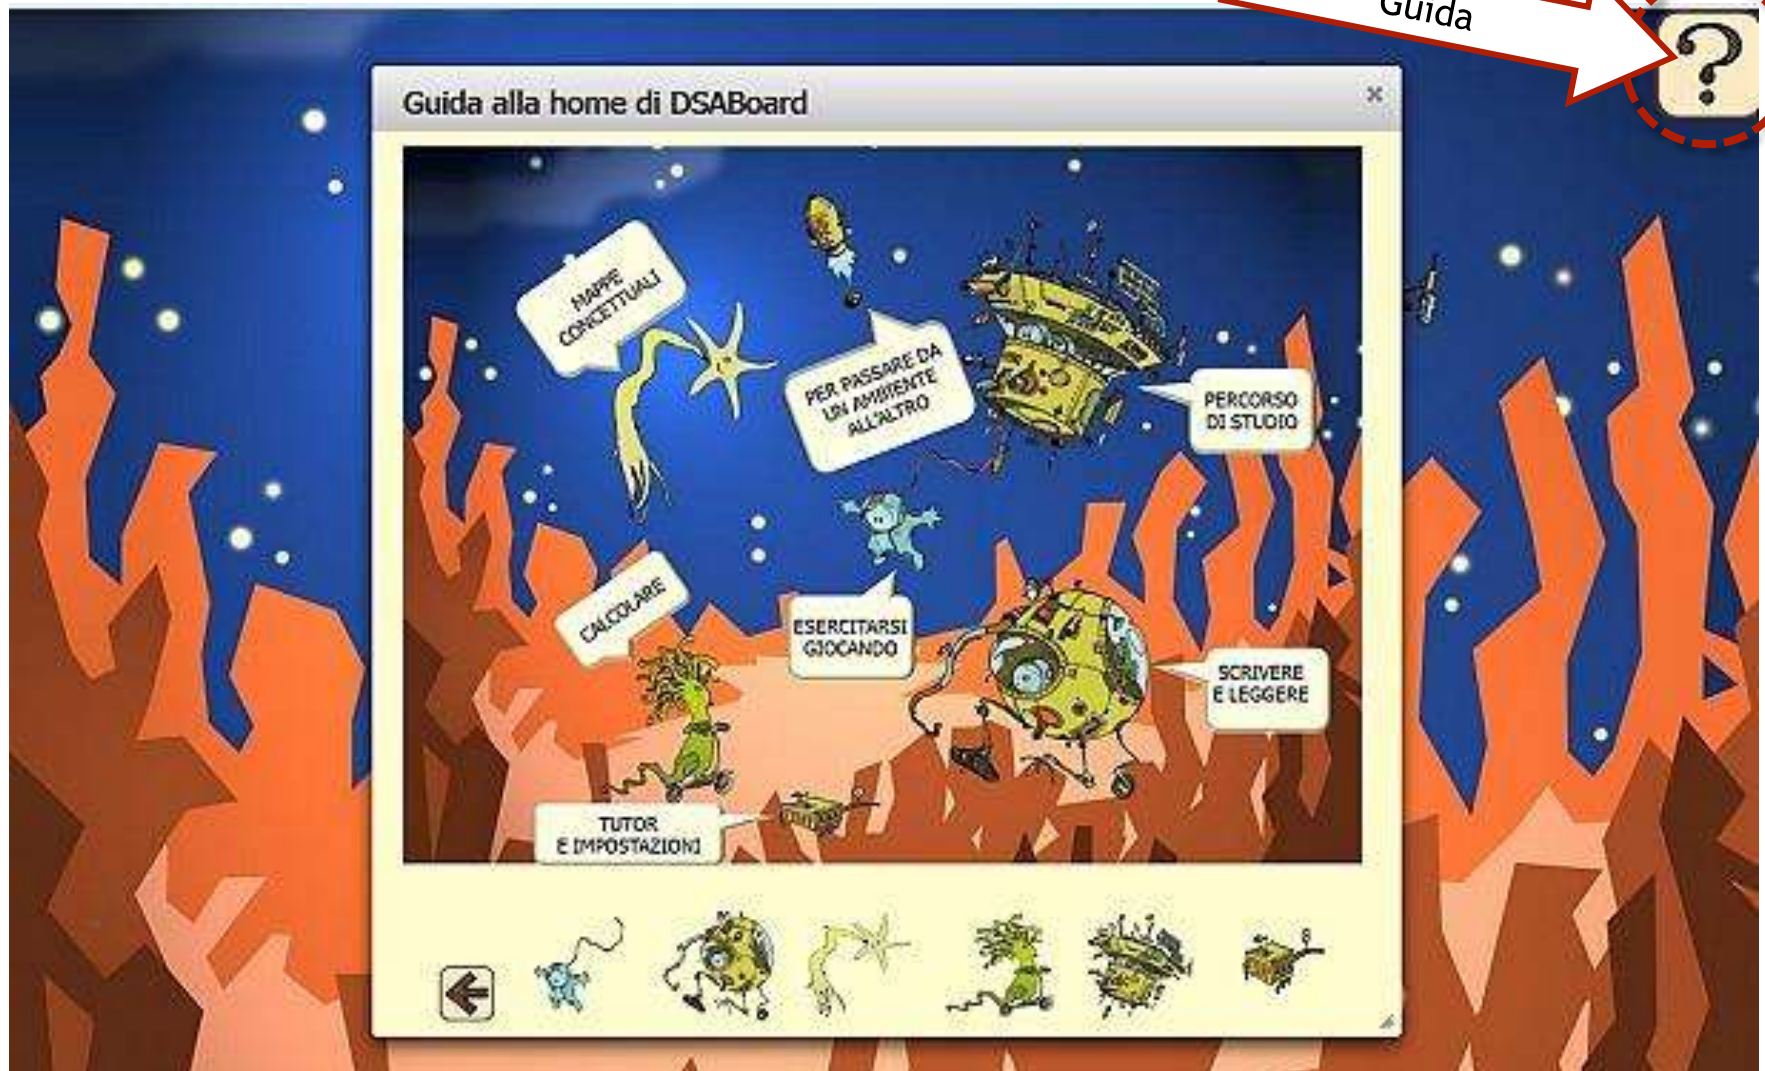 Guida
?
Guida alla home di DSABoard
×
MAPPE
CONCETTUALI
PER PASSARE DA
UN AMBIENTE
ALL'ALTRO
PERCORSO
DI STUDIO
CALCOLARE
ESERCITARSI
GIOCANDO
SCRIVERE
E LEGGERE
TUTOR
E IMPOSTAZIONI